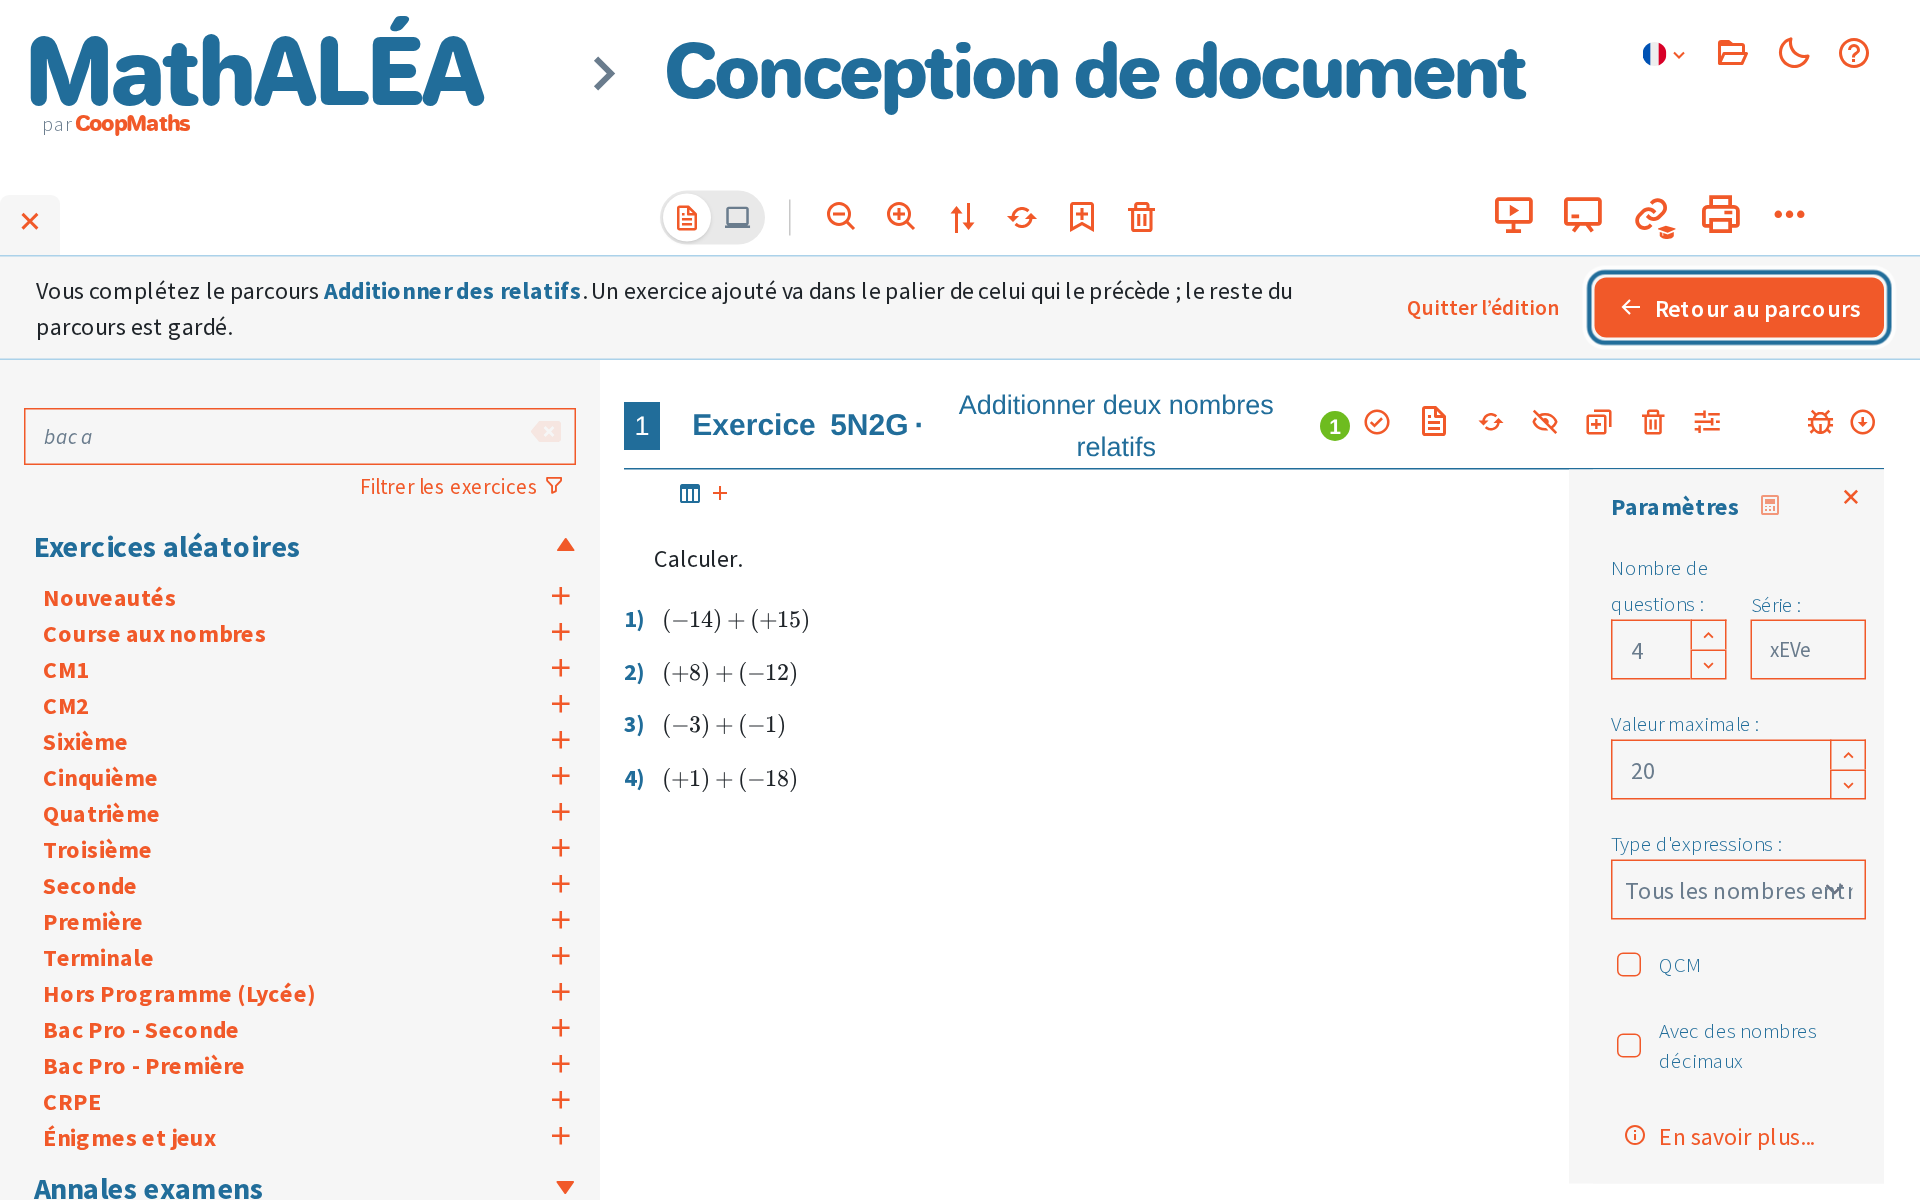 MathALÉA
par CoopMaths
Conception de document
Vous complétez le parcours Additionner des relatifs. Un exercice ajouté va dans le palier de celui qui le précède ; le reste du
parcours est gardé.
Quitter l'édition
Retour au parcours
bac a
Filtrer les exercices
Exercices aléatoires
Nouveautés
Course aux nombres
CM1
CM2
Sixième
Cinquième
Quatrième
Troisième
Seconde
Première
Terminale
Hors Programme (Lycée)
Bac Pro - Seconde
Bac Pro - Première
CRPE
Énigmes et jeux
Annales examens
1 Exercice 5N2G ·
Additionner deux nombres
relatifs
1
Calculer.
1) (−14) + (+15)
2) (+8) + (−12)
3) (−3) + (−1)
4) (+1) + (−18)
Paramètres
Nombre de
questions :
Série :
4
xEVe
Valeur maximale :
20
Type d'expressions :
Tous les nombres entr
QCM
Avec des nombres
décimaux
En savoir plus...